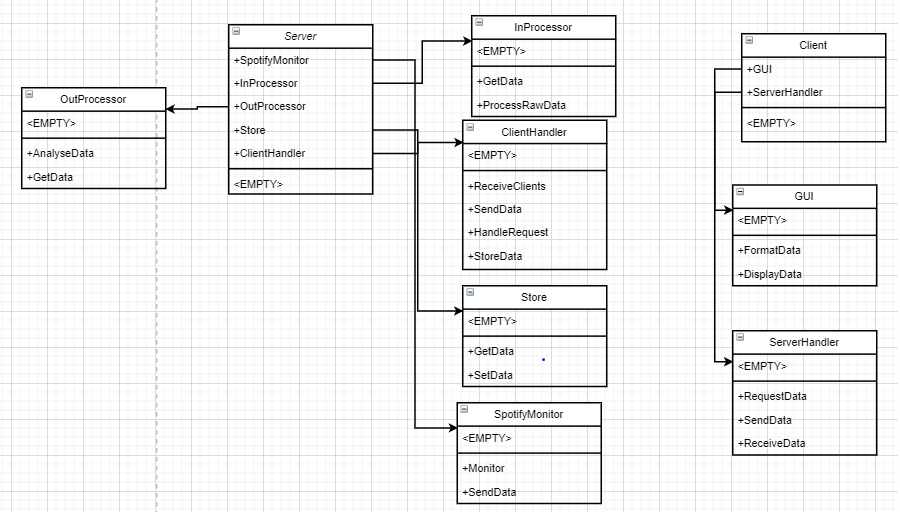 OutProcessor
<EMPTY>
+AnalyseData
+GetData
Server
+SpotifyMonitor
+InProcessor
+OutProcessor
+Store
+ClientHandler
<EMPTY>
InProcessor
<EMPTY>
+GetData
+ProcessRawData
ClientHandler
<EMPTY>
+ReceiveClients
+SendData
+HandleRequest
+StoreData
Store
<EMPTY>
+GetData
+SetData
SpotifyMonitor
<EMPTY>
+Monitor
+SendData
Client
+GUI
+ServerHandler
<EMPTY>
GUI
<EMPTY>
+FormatData
+DisplayData
ServerHandler
<EMPTY>
+RequestData
+SendData
+ReceiveData